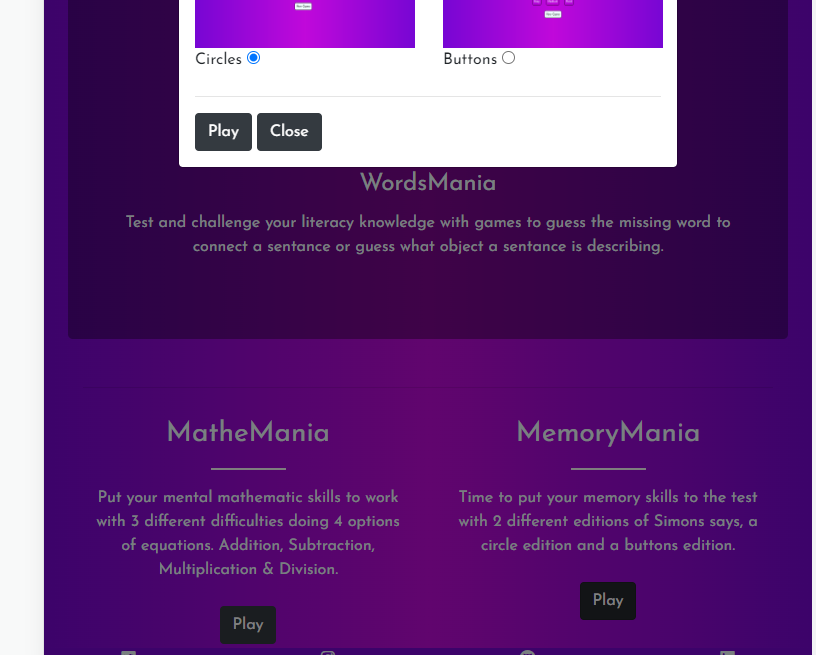 Circles
Buttons
Play
Close
WordsMania
Test and challenge your literacy knowledge with games to guess the missing word to
connect a sentance or guess what object a sentance is describing.
MatheMania
Put your mental mathematic skills to work
with 3 different difficulties doing 4 options
of equations. Addition, Subtraction,
Multiplication & Division.
Play
MemoryMania
Time to put your memory skills to the test
with 2 different editions of Simons says, a
circle edition and a buttons edition.
Play